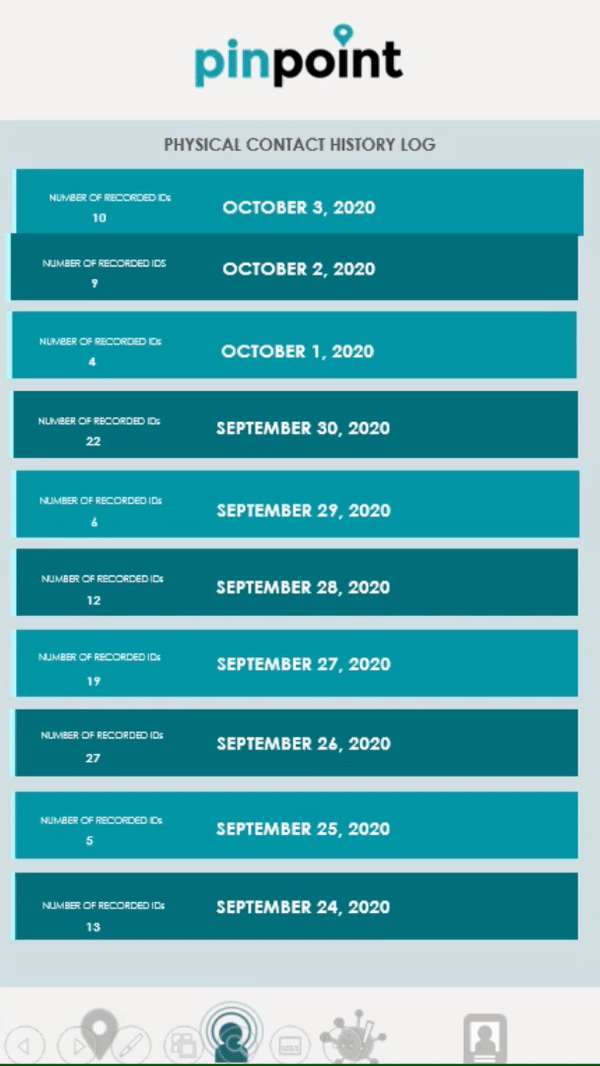 pinpoint
PHYSICAL CONTACT HISTORY LOG
NUMBER OF RECORDED IDs
10
OCTOBER 3, 2020
NUMBER OF RECORDED IDS
9
OCTOBER 2, 2020
NUMBER OF RECORDED IDs
4
OCTOBER 1, 2020
NUMBER OF RECORDED IDs
22
SEPTEMBER 30, 2020
NUMBER OF RECORDED IDs
6
SEPTEMBER 29, 2020
NUMBER OF RECORDED IDs
12
SEPTEMBER 28, 2020
NUMBER OF RECORDED IDs
19
SEPTEMBER 27, 2020
NUMBER OF RECORDED IDs
27
SEPTEMBER 26, 2020
NUMBER OF RECORDED IDs
5
SEPTEMBER 25, 2020
NUMBER OF RECORDED IDs
13
SEPTEMBER 24, 2020